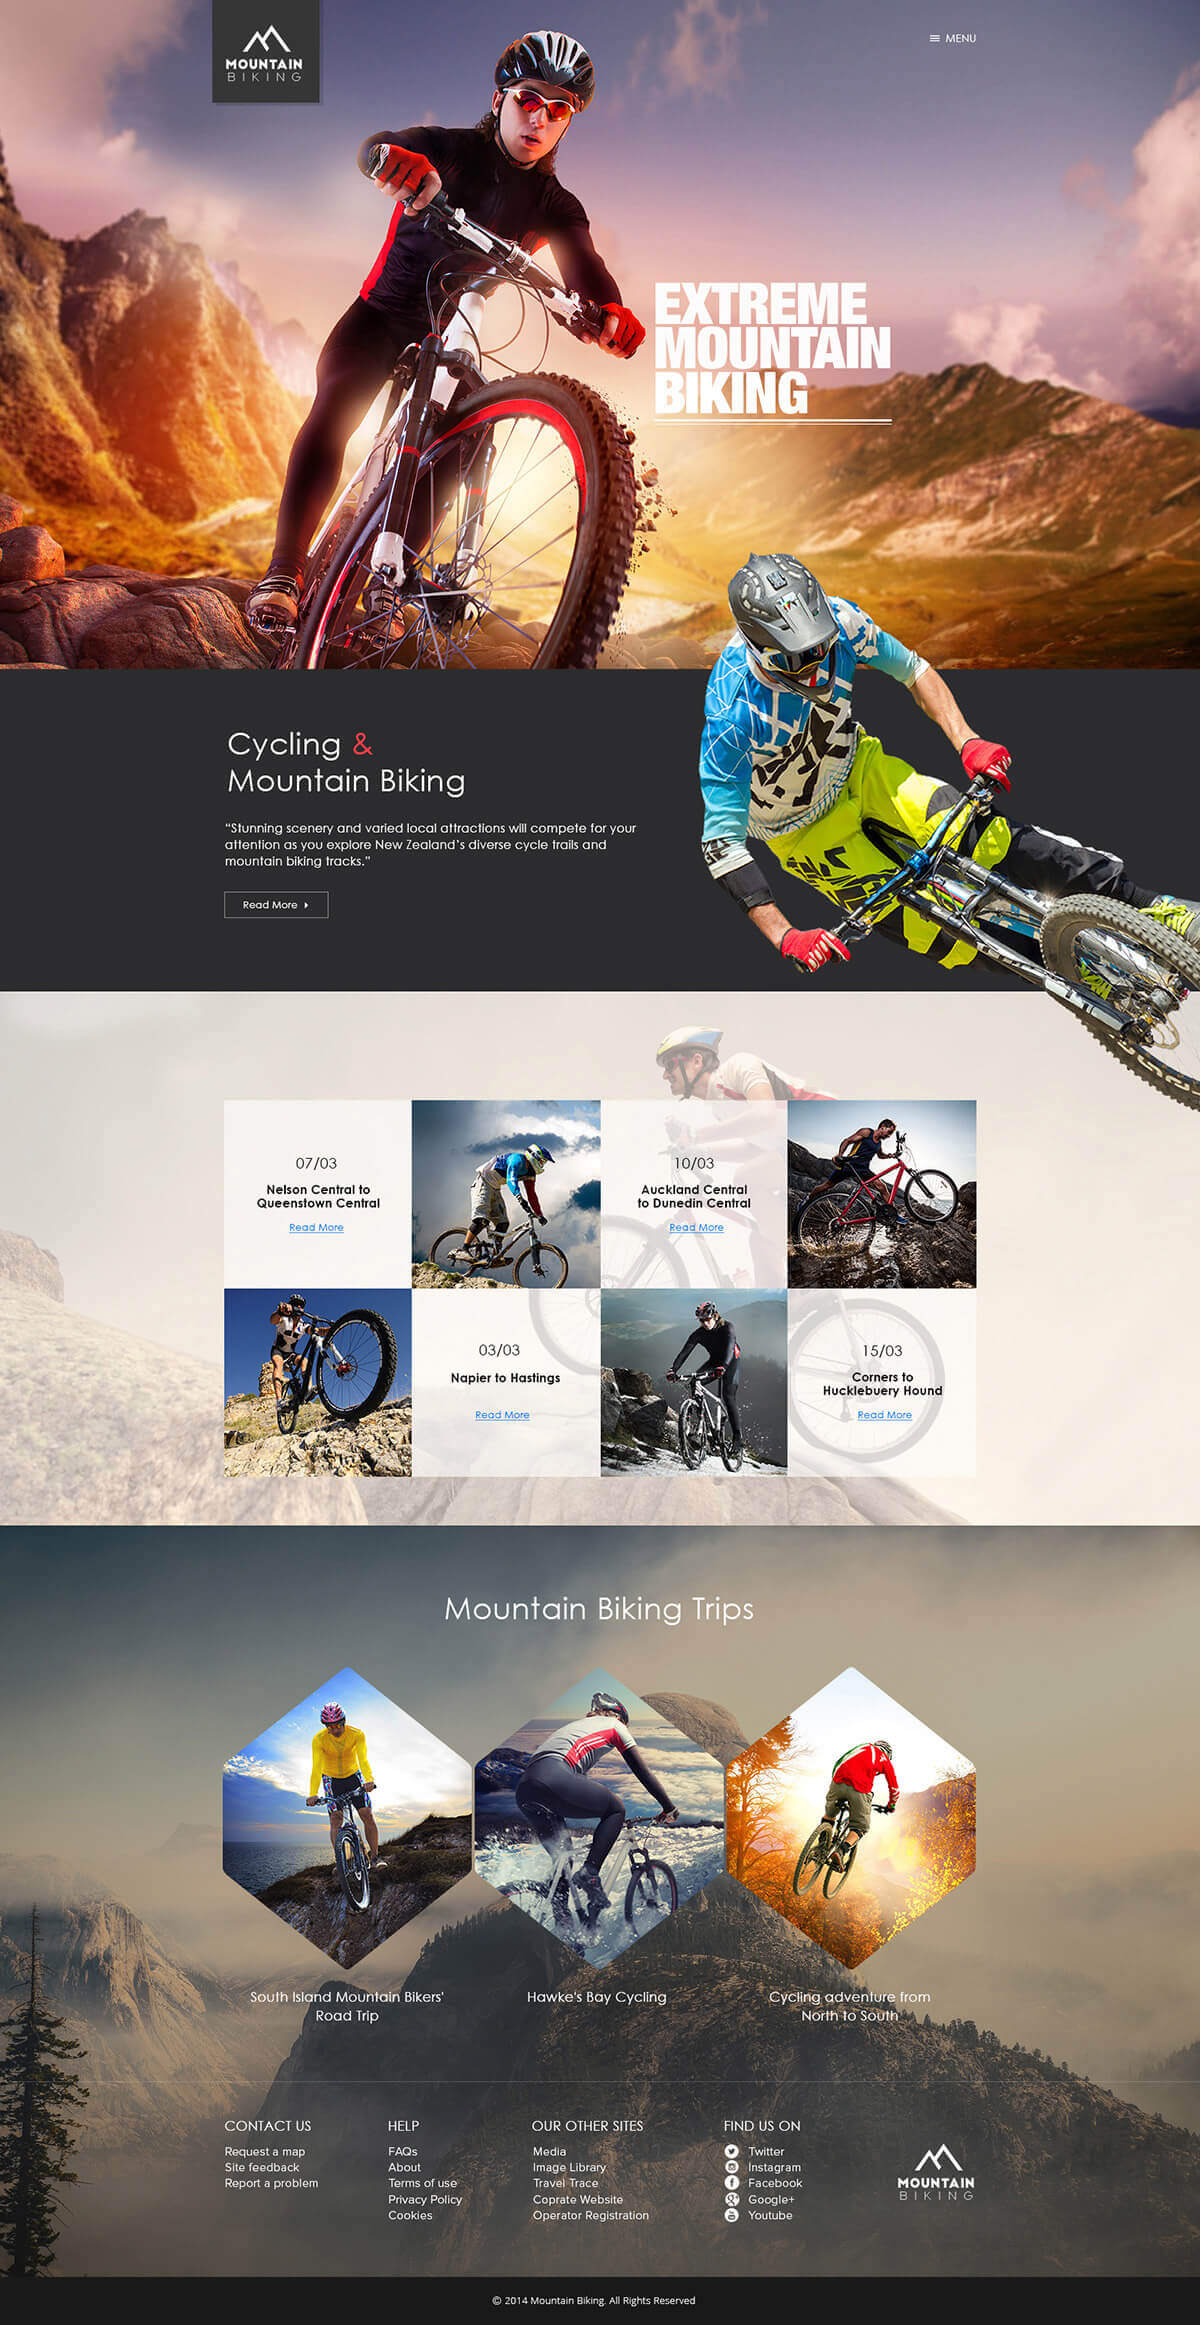 MOUNTAIN
BIKING
MENU
EXTREME
MOUNTAIN
BIKING
Cycling &
Mountain Biking
“Stunning scenery and varied local attractions will compete for your
attention as you explore New Zealand’s diverse cycle trails and
mountain biking tracks.”
Read More
07/03
Nelson Central to
Queenstown Central
Read More
10/03
Auckland Central
to Dunedin Central
Read More
03/03
Napier to Hastings
Read More
15/03
Corners to
Hucklebuery Hound
Read More
Mountain Biking Trips
South Island Mountain Bikers'
Road Trip
Hawke's Bay Cycling
Cycling adventure from
North to South
CONTACT US
Request a map
Site feedback
Report a problem
HELP
FAQs
About
Terms of use
Privacy Policy
Cookies
OUR OTHER SITES
Media
Image Library
Travel Trace
Coprate Website
Operator Registration
FIND US ON
Twitter
Instagram
Facebook
Google+
Youtube
MOUNTAIN
BIKING
© 2014 Mountain Biking. All Rights Reserved